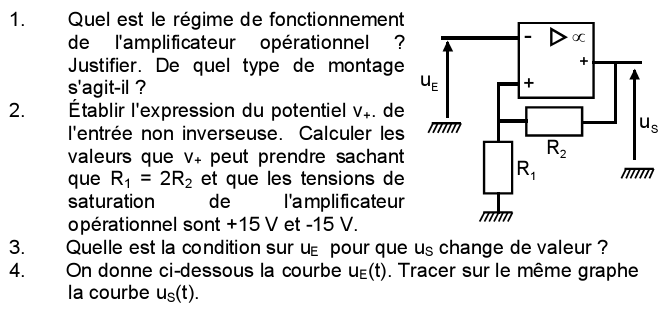 1. Quel est le régime de fonctionnement
de l'amplificateur opérationnel ?
Justifier. De quel type de montage
s'agit-il ?
2. Établir l'expression du potentiel v+. de
l'entrée non inverseuse. Calculer les
valeurs que v+ peut prendre sachant
que R1 = 2R2 et que les tensions de
saturation de l'amplificateur
opérationnel sont +15 V et -15 V.
- ▷ ∝
+
+
uE
uS
R2
R1
3. Quelle est la condition sur uE pour que uS change de valeur ?
4. On donne ci-dessous la courbe uE(t). Tracer sur le même graphe
la courbe uS(t).